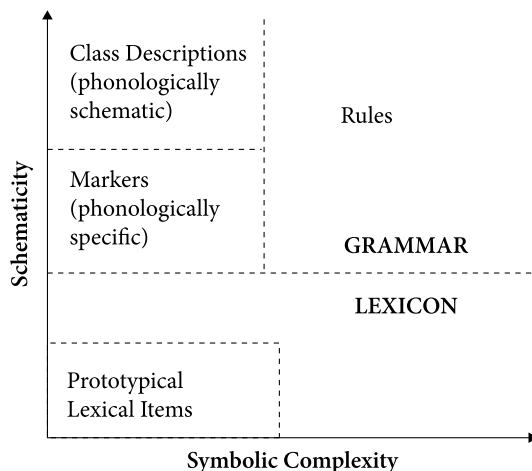 Class Descriptions
(phonologically
schematic)
Rules
Markers
(phonologically
specific)
GRAMMAR
LEXICON
Prototypical
Lexical Items
Schematicity
Symbolic Complexity